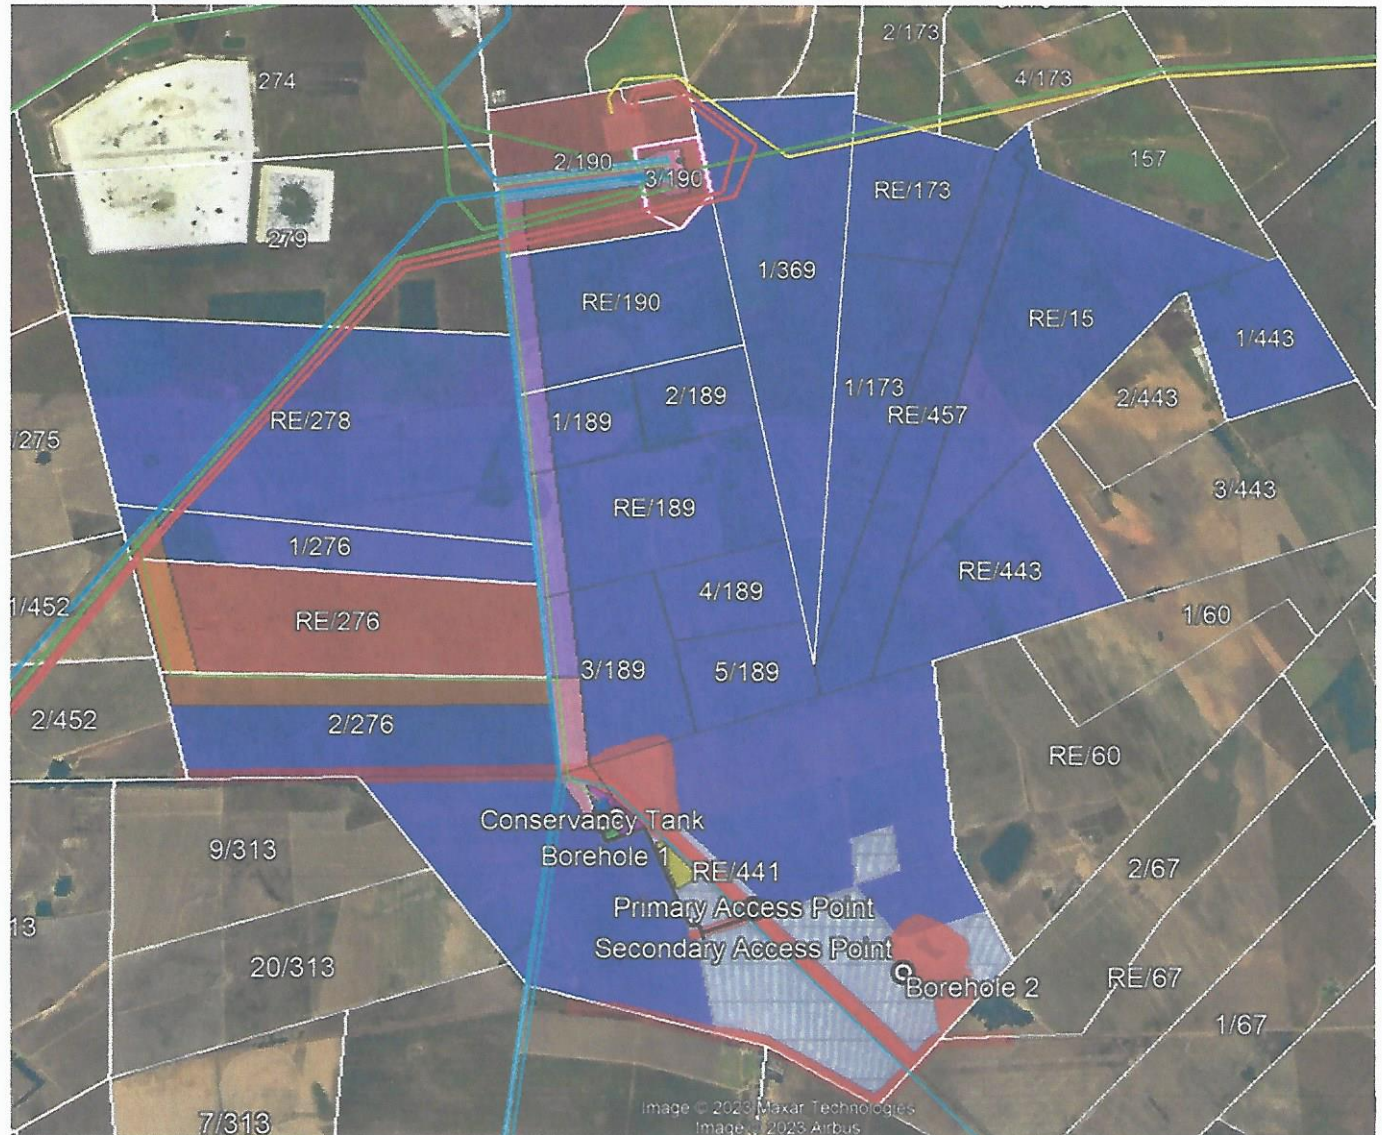 2/173
274
4/173
2/190
157
3/190
RE/173
279
1/369
RE/190
RE/15
1/443
1/173
2/189
2/443
RE/278
1/189
RE/457
/275
3/443
RE/189
1/276
RE/443
4/189
1/452
RE/276
1/60
3/189
5/189
2/452
2/276
RE/60
Conservancy Tank
9/313
Borehole 1
RE/441
2/67
Primary Access Point
13
Secondary Access Point
20/313
RE/67
Borehole 2
1/67
7/313
Image © 2023 Maxar Technologies
Image © 2023 Airbus